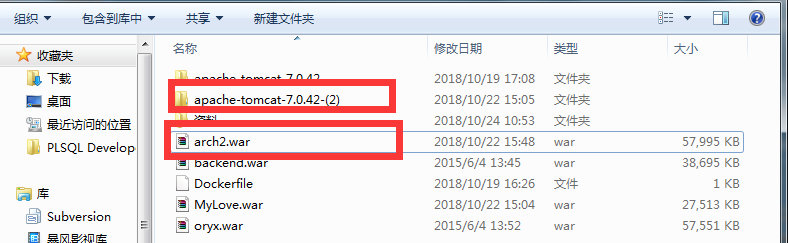 组织 包含到库中 共享 新建文件夹
名称 修改日期 类型 大小
收藏夹
下载
桌面
最近访问的位置
PLSQL Develope
库
Subversion
暴风影视库
apache-tomcat-7.0.42 2018/10/19 17:08 文件夹
apache-tomcat-7.0.42-(2) 2018/10/22 15:05 文件夹
资料 2018/10/24 10:53 文件夹
arch2.war 2018/10/22 15:48 war 57,995 KB
backend.war 2015/6/4 13:45 war 38,695 KB
Dockerfile 2018/10/19 16:26 文件 1 KB
MyLove.war 2018/10/22 15:04 war 27,513 KB
oryx.war 2015/6/4 13:52 war 57,551 KB